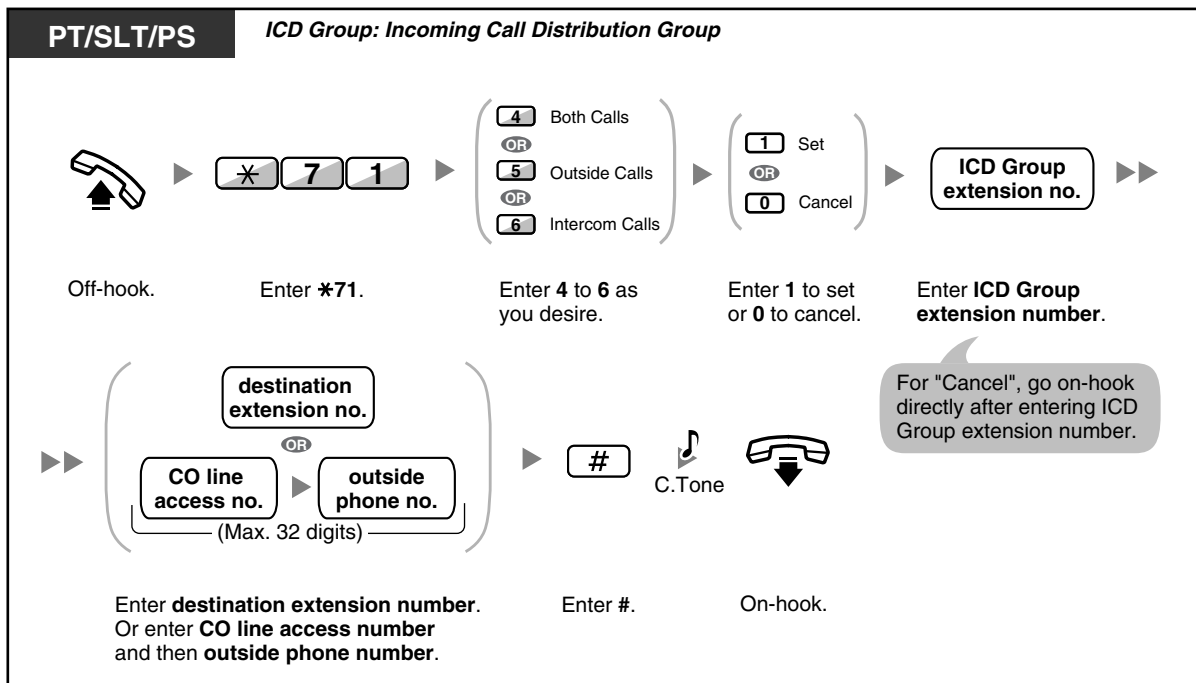 PT/SLT/PS
ICD Group: Incoming Call Distribution Group
4 Both Calls
OR
5 Outside Calls
OR
6 Intercom Calls
1 Set
OR
0 Cancel
ICD Group
extension no.
* 7 1
Off-hook.
Enter *71.
Enter 4 to 6 as
you desire.
Enter 1 to set
or 0 to cancel.
Enter ICD Group
extension number.
For "Cancel", go on-hook
directly after entering ICD
Group extension number.
destination
extension no.
OR
CO line
access no.
outside
phone no.
(Max. 32 digits)
#
C.Tone
Enter destination extension number.
Or enter CO line access number
and then outside phone number.
Enter #.
On-hook.